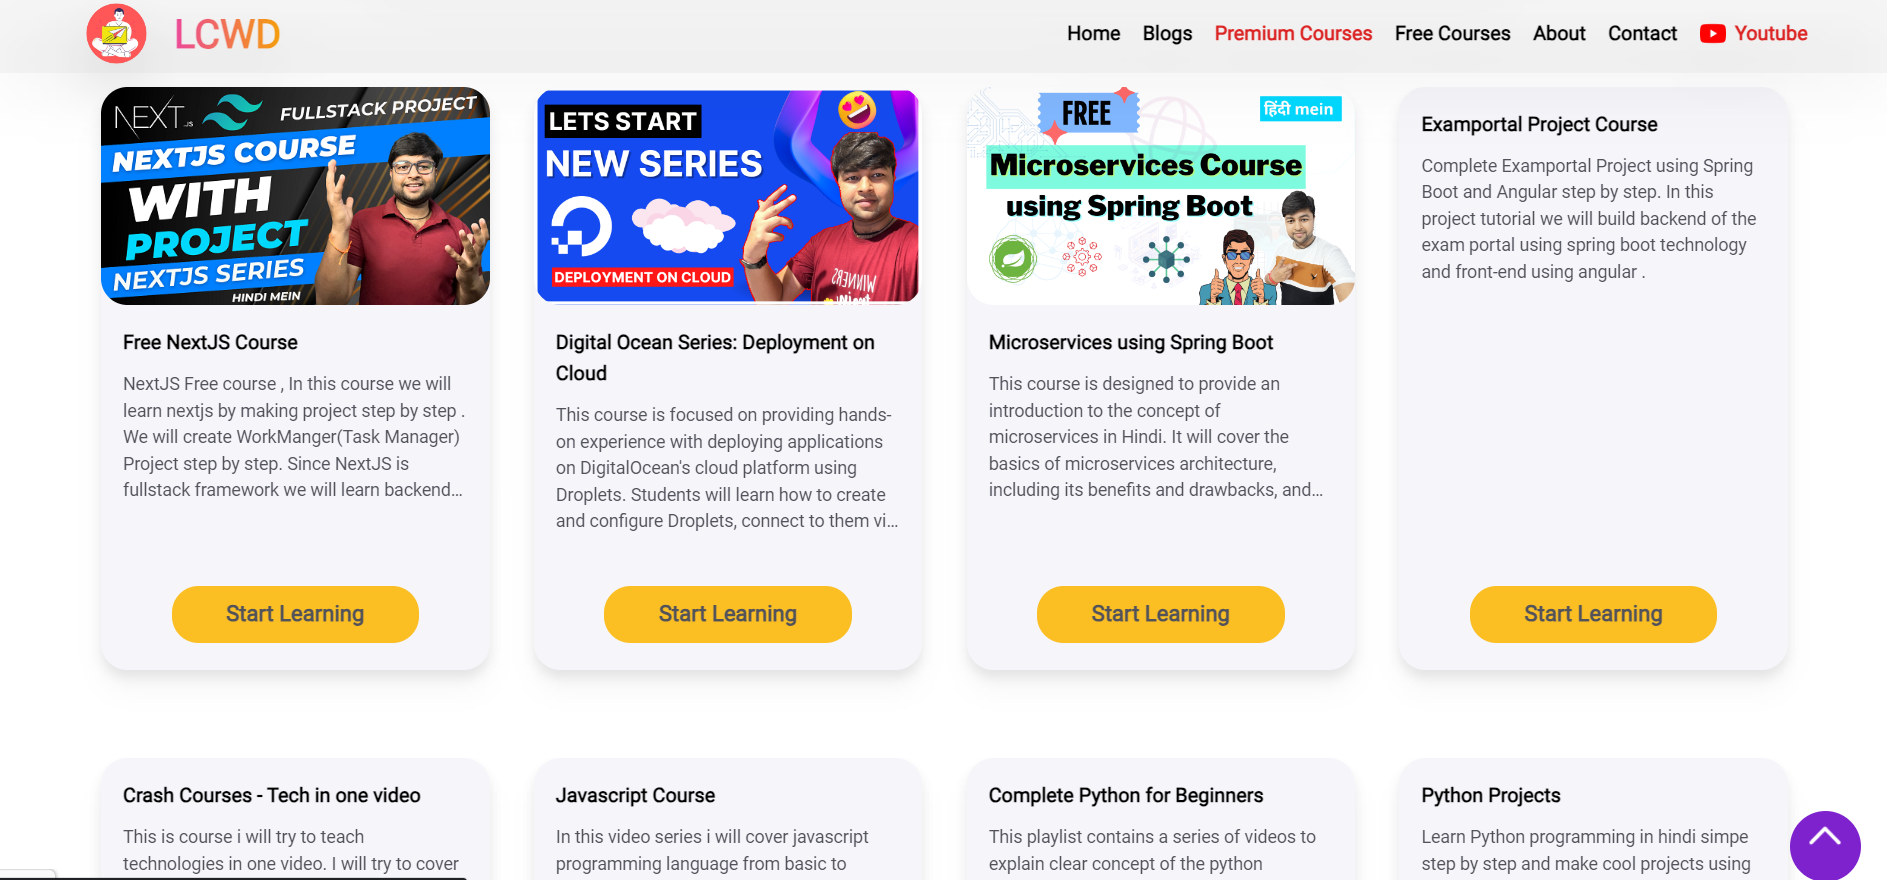 LCWD
Home
Blogs
Premium Courses
Free Courses
About
Contact
Youtube
NEXT.JS
FULLSTACK PROJECT
NEXTJS COURSE
WITH
PROJECT
NEXTJS SERIES
HINDI MEIN
Free NextJS Course
NextJS Free course , In this course we will
learn nextjs by making project step by step .
We will create WorkManger(Task Manager)
Project step by step. Since NextJS is
fullstack framework we will learn backend...
Start Learning
LETS START
NEW SERIES
DEPLOYMENT ON CLOUD
WINNERS
Digital Ocean Series: Deployment on
Cloud
This course is focused on providing hands-
on experience with deploying applications
on DigitalOcean's cloud platform using
Droplets. Students will learn how to create
and configure Droplets, connect to them vi...
Start Learning
FREE
हिंदी mein
Microservices Course
using Spring Boot
Microservices using Spring Boot
This course is designed to provide an
introduction to the concept of
microservices in Hindi. It will cover the
basics of microservices architecture,
including its benefits and drawbacks, and...
Start Learning
Examportal Project Course
Complete Examportal Project using Spring
Boot and Angular step by step. In this
project tutorial we will build backend of the
exam portal using spring boot technology
and front-end using angular .
Start Learning
Crash Courses - Tech in one video
This is course i will try to teach
technologies in one video. I will try to cover
Javascript Course
In this video series i will cover javascript
programming language from basic to
Complete Python for Beginners
This playlist contains a series of videos to
explain clear concept of the python
Python Projects
Learn Python programming in hindi simpe
step by step and make cool projects using